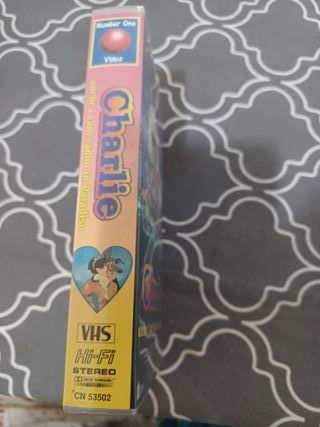 Number One
Video
Charlie
anche i cani vanno in Paradiso
VHS
Hi-Fi
STEREO
CN 53502